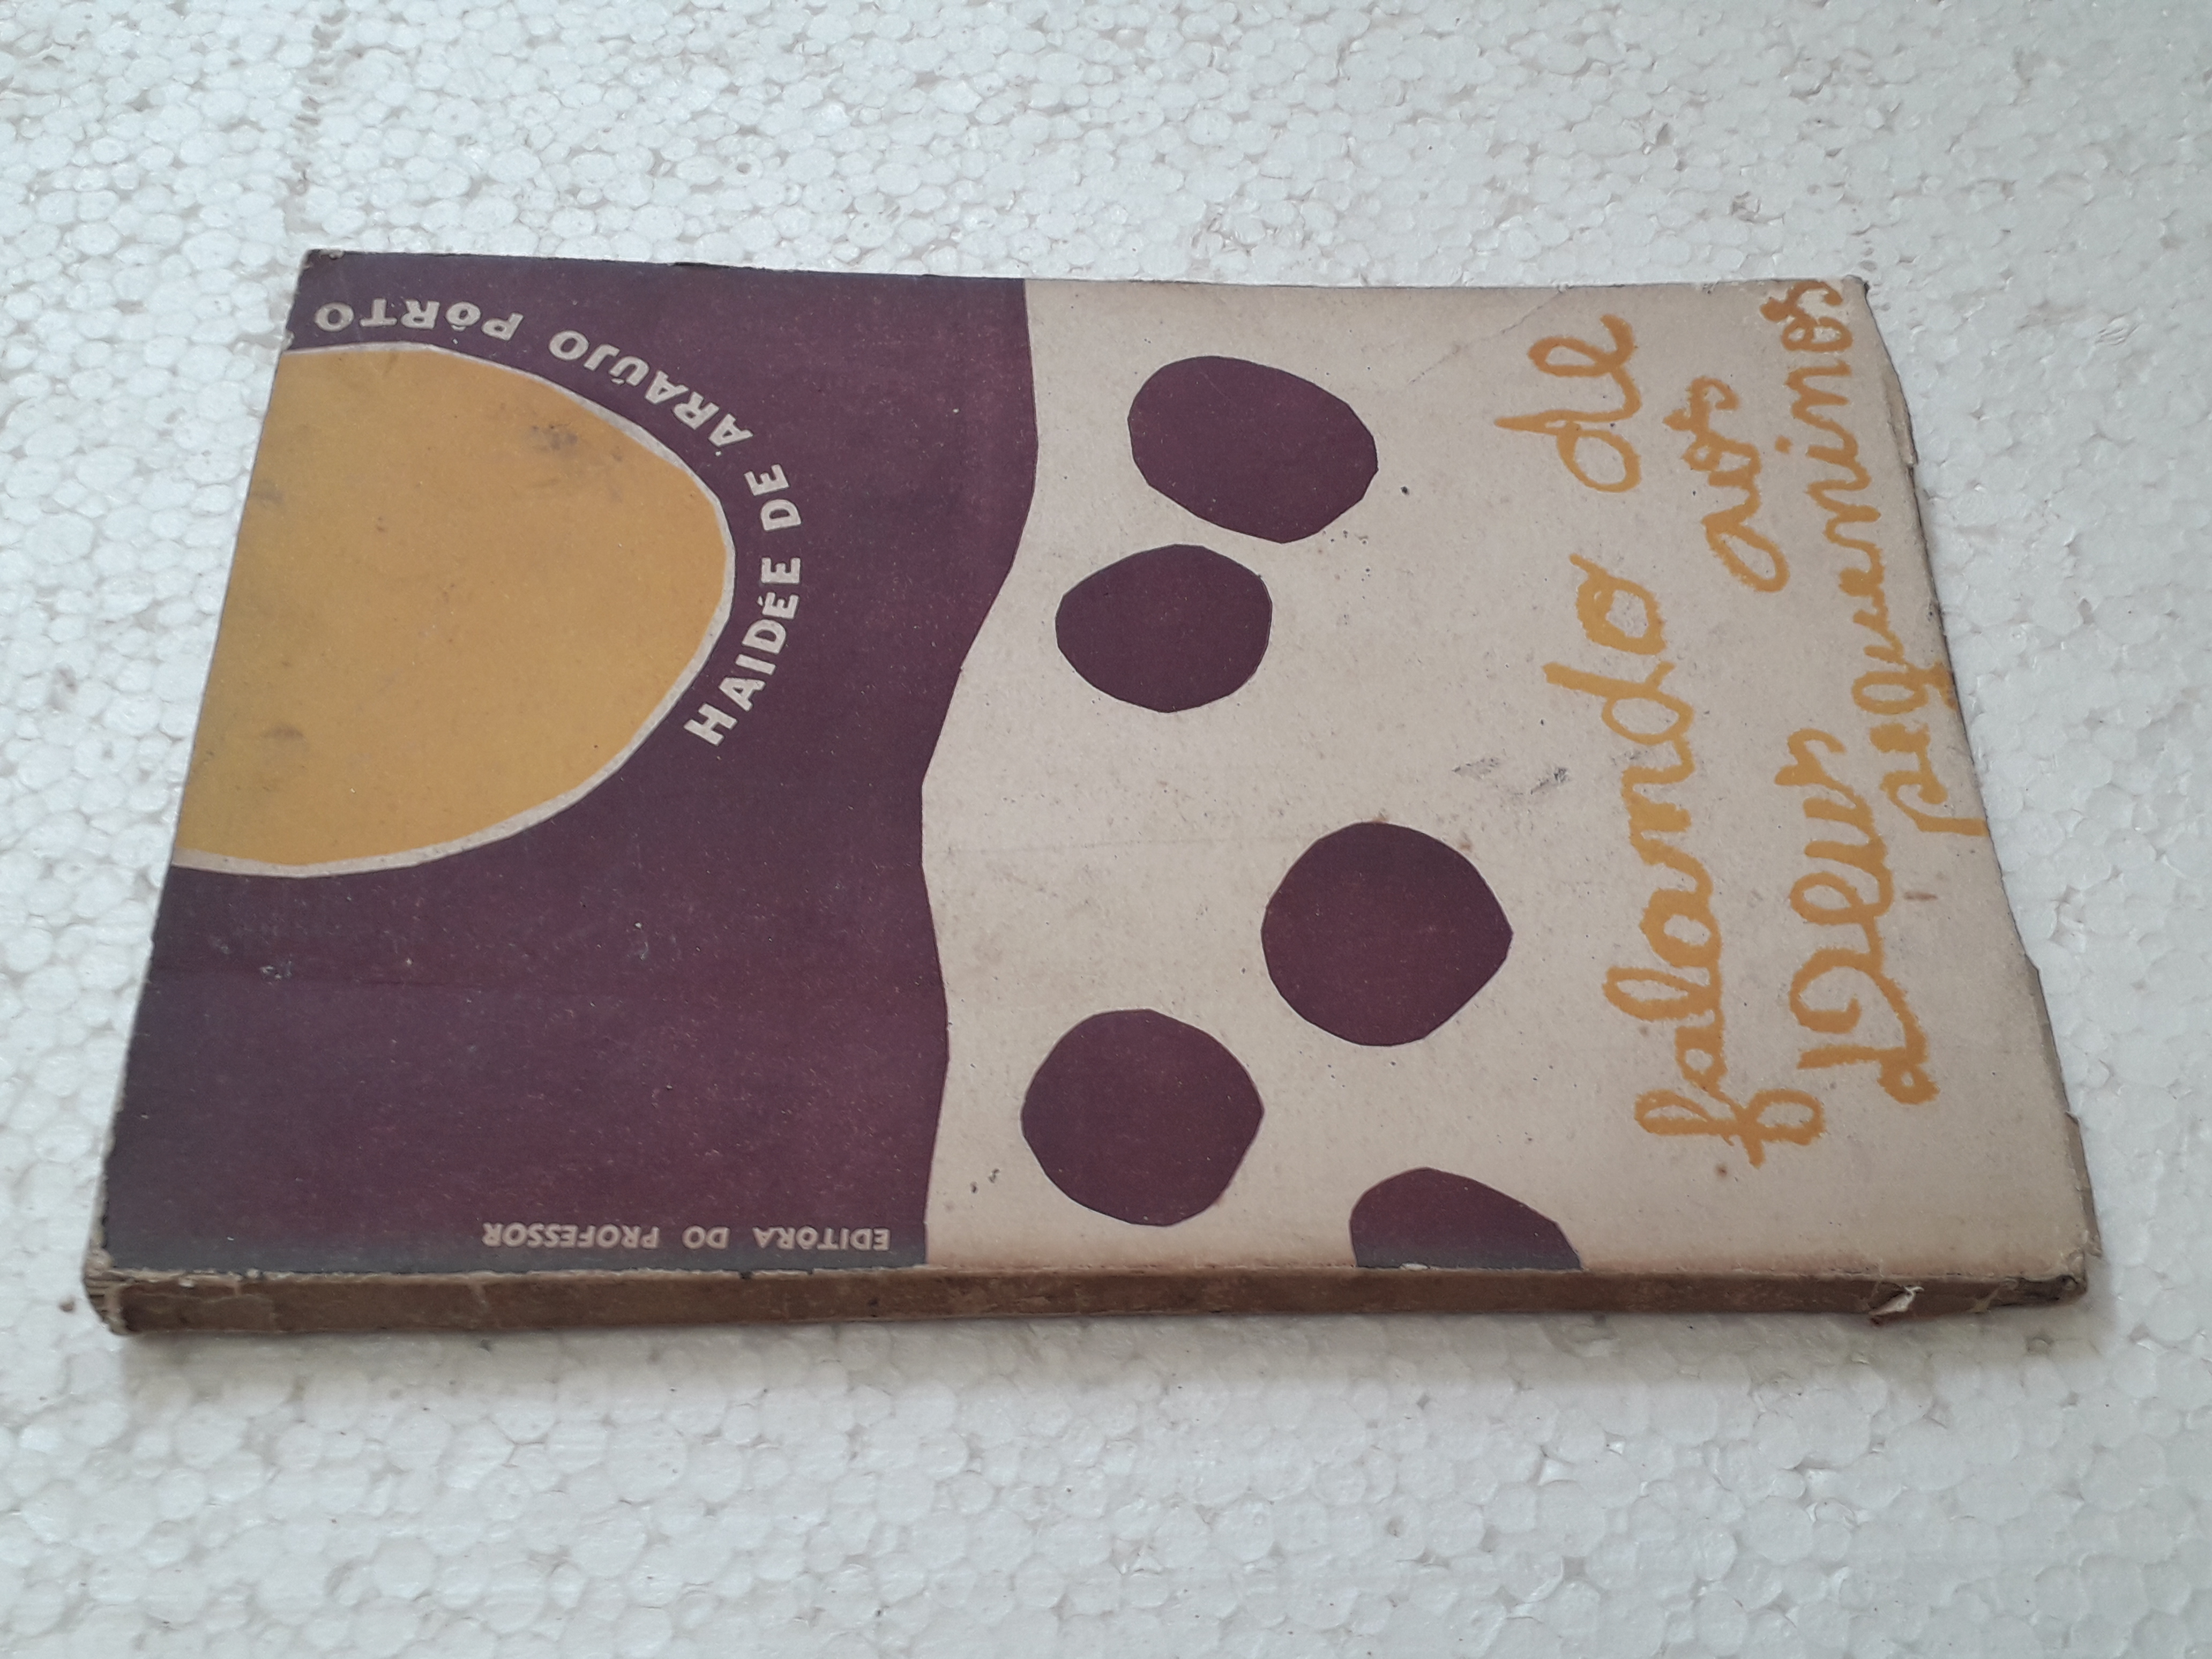 HAIDÉE DE ARAÚJO PÔRTO
EDITÔRA DO PROFESSOR
falando de
Deus aos
pequeninos